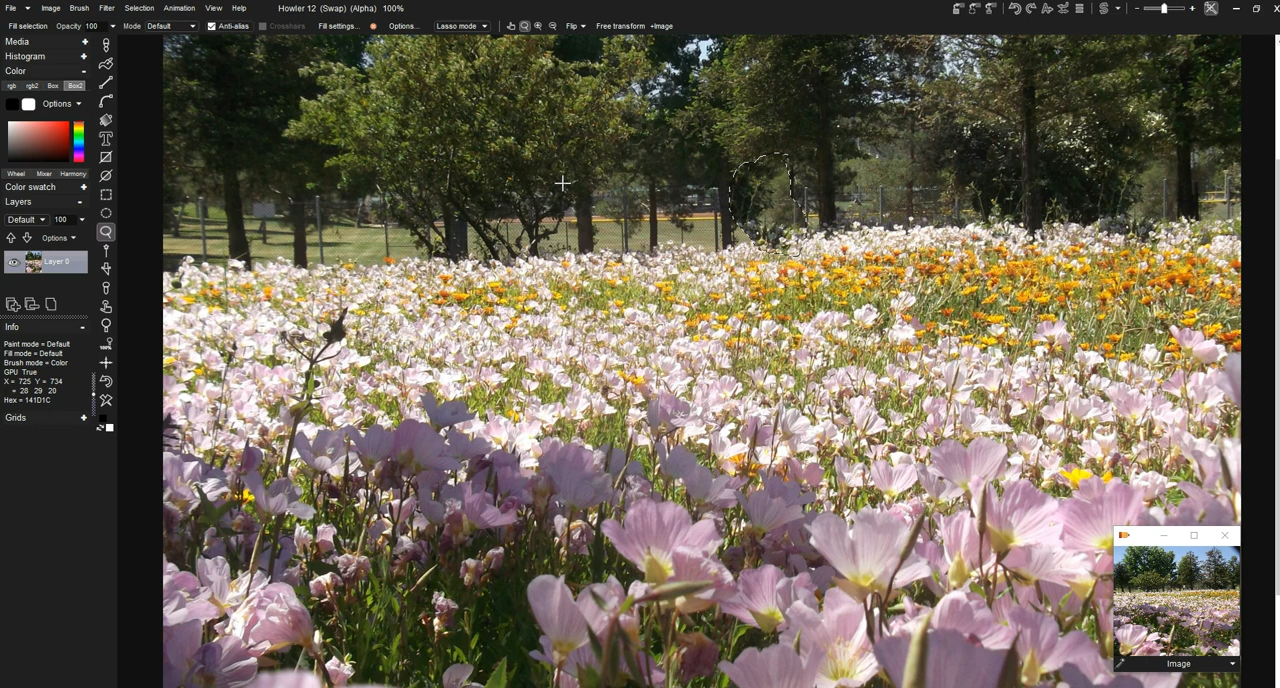 File Image Brush Filter Selection Animation View Help Howler 12 (Swap) (Alpha) 100%
Fill selection Opacity 100 Mode Default Anti-alias Crosshairs Fill settings... Options... Lasso mode Flip Free transform +Image
Media +
Histogram +
Color -
rgb rgb2 Box Box2
Options
Wheel Mixer Harmony
Color swatch +
Layers -
Default 100
Options
Layer 0
Info -
Paint mode = Default
Fill mode = Default
Brush mode = Color
GPU True
X = 725 Y = 734
= 28 29 20
Hex = 141D1C
Grids +
100%
Image